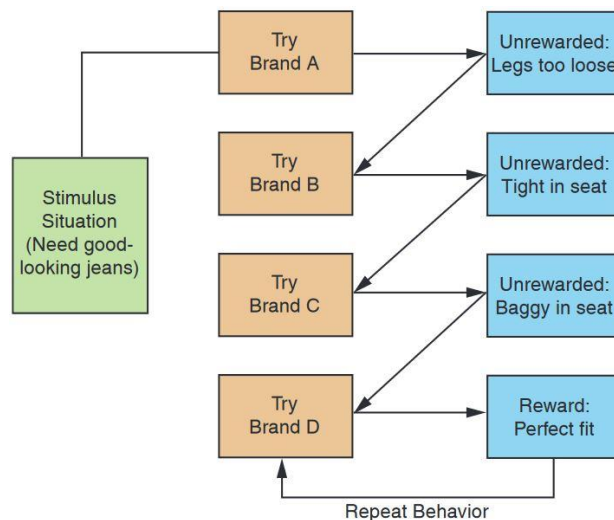 Try
Brand A
Unrewarded:
Legs too loose
Stimulus
Situation
(Need good-
looking jeans)
Try
Brand B
Unrewarded:
Tight in seat
Try
Brand C
Unrewarded:
Baggy in seat
Try
Brand D
Reward:
Perfect fit
Repeat Behavior